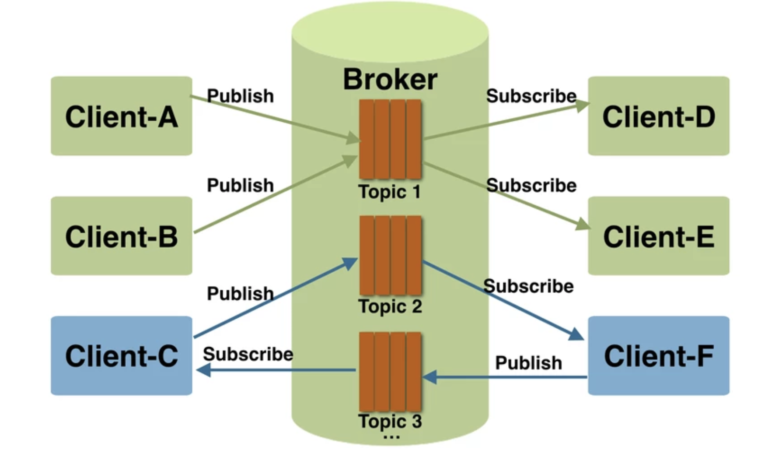 Broker
Client-A
Publish
Subscribe
Client-D
Topic 1
Client-B
Publish
Subscribe
Client-E
Client-C
Publish
Topic 2
Subscribe
Client-F
Subscribe
Publish
Topic 3
...